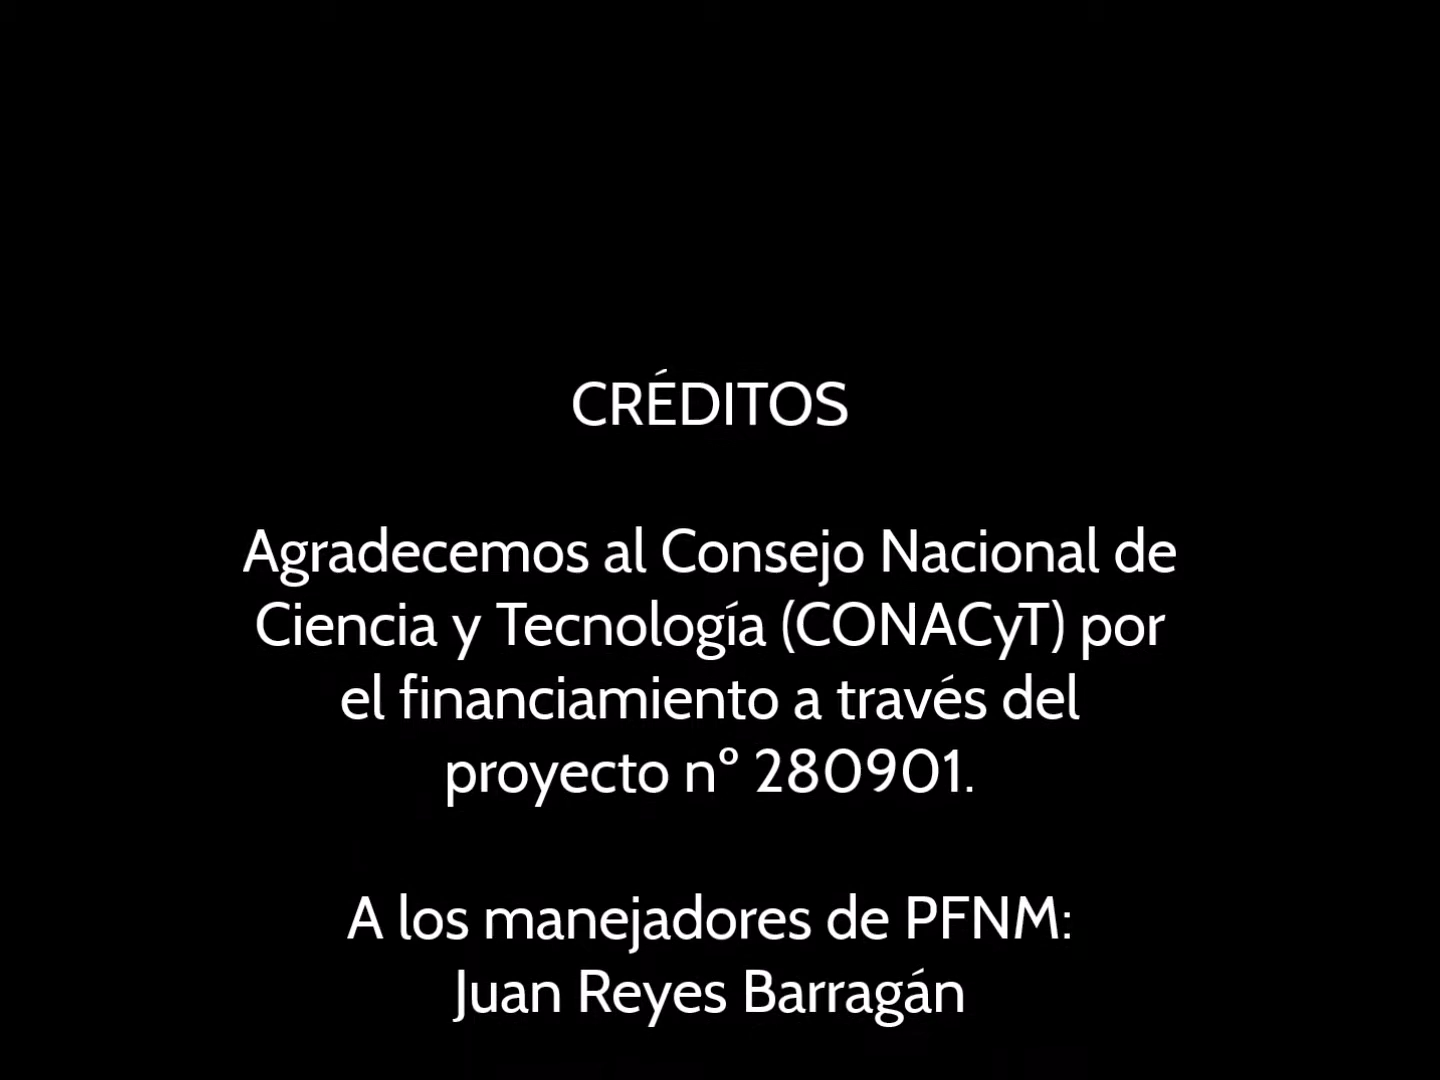 CRÉDITOS
Agradecemos al Consejo Nacional de
Ciencia y Tecnología (CONACyT) por
el financiamiento a través del
proyecto nº 280901.
A los manejadores de PFNM:
Juan Reyes Barragán